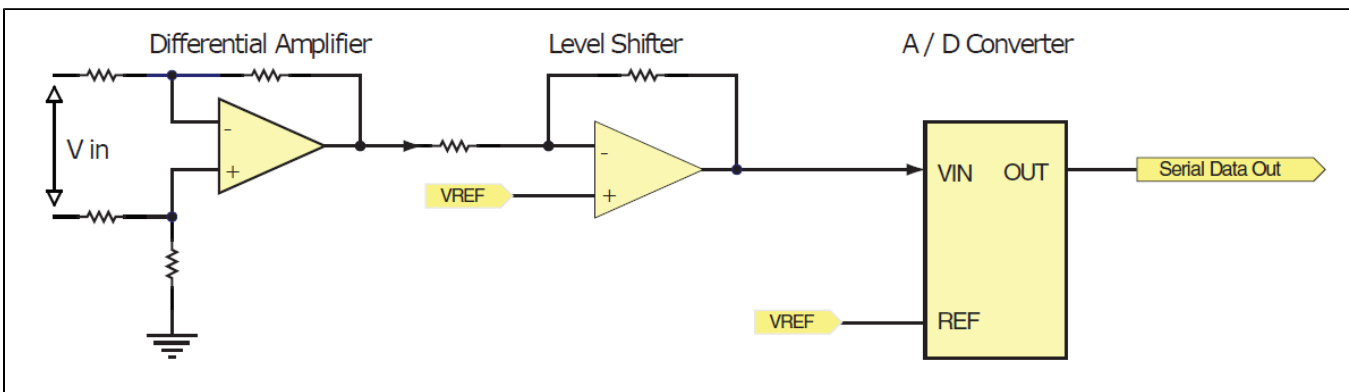 Differential Amplifier
Level Shifter
A / D Converter
V in
-
+
-
+
VREF
VIN
OUT
Serial Data Out
VREF
REF